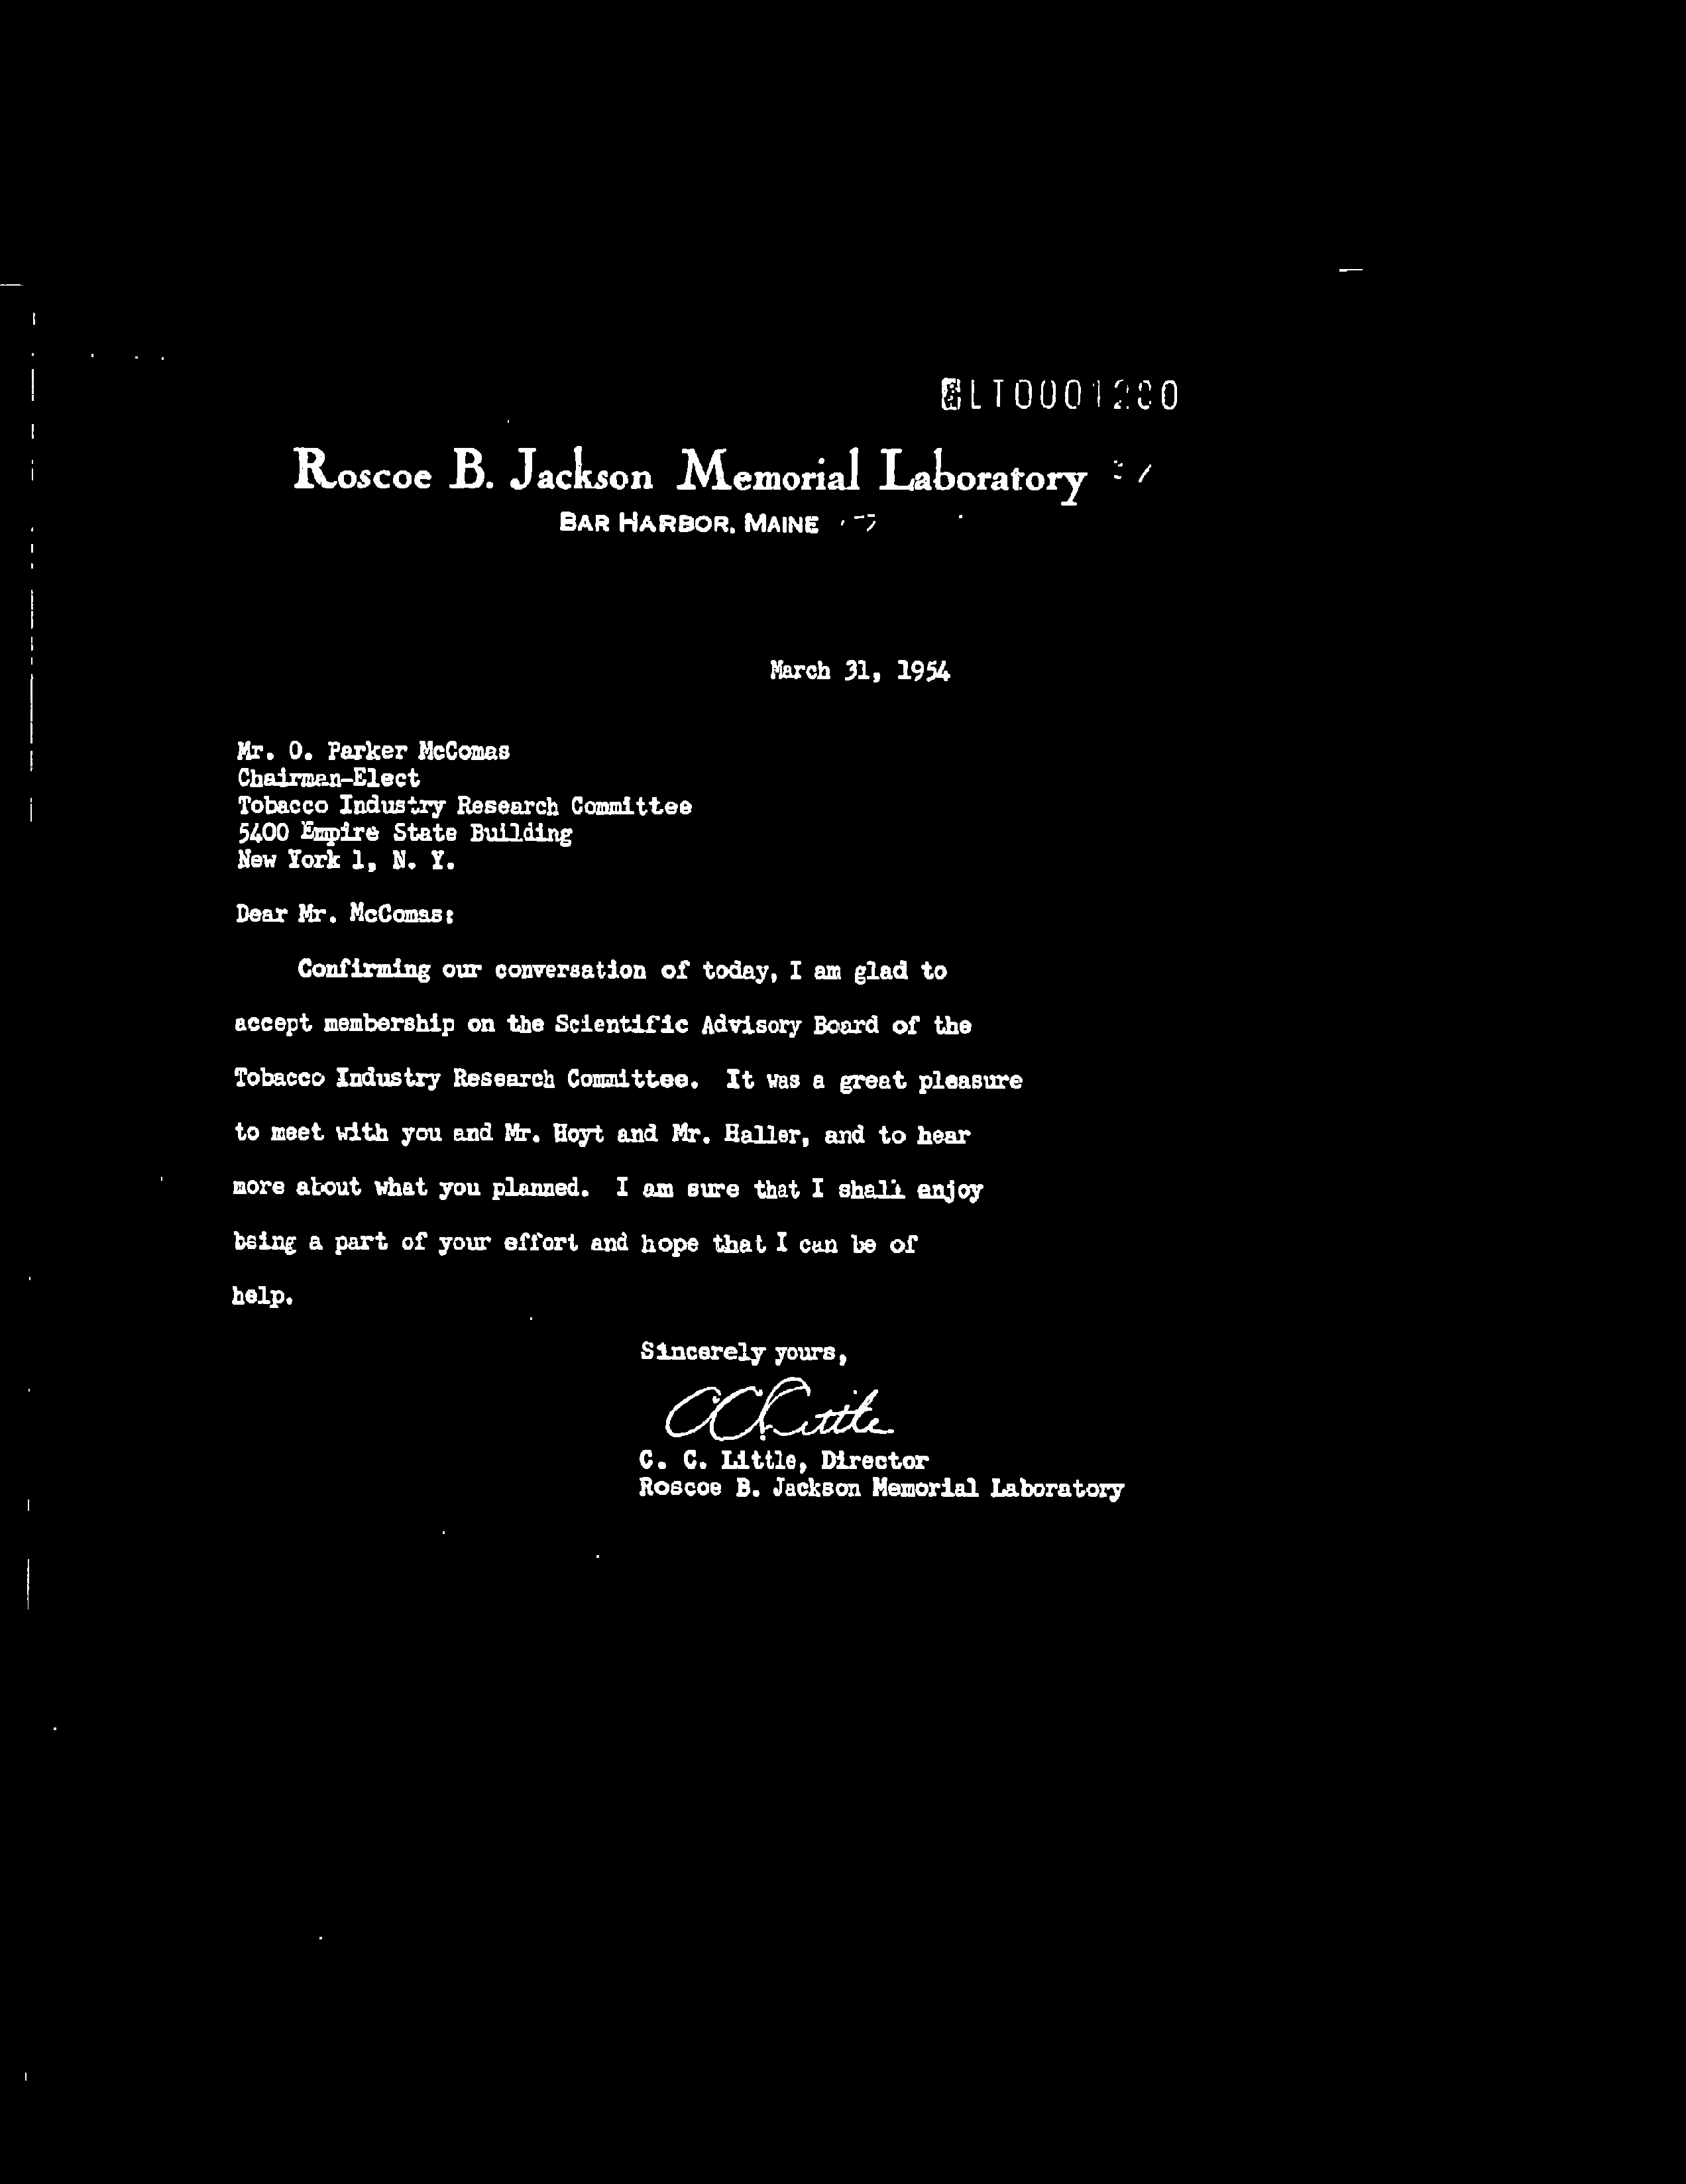 Roscoe B. Jackson Memorial Laboratory
BAR HARBOR, MAINE
March 31, 1954
Mr. O. Parker McComas
Chairman-Elect
Tobacco Industry Research Committee
5400 Empire State Building
New York 1, N. Y.
Dear Mr. McComas:
Confirming our conversation of today, I am glad to
accept membership on the Scientific Advisory Board of the
Tobacco Industry Research Committee. It was a great pleasure
to meet with you and Mr. Hoyt and Mr. Haller, and to hear
more about what you planned. I am sure that I shall enjoy
being a part of your effort and hope that I can be of
help.
Sincerely yours,
CC Little
C. C. Little, Director
Roscoe B. Jackson Memorial Laboratory